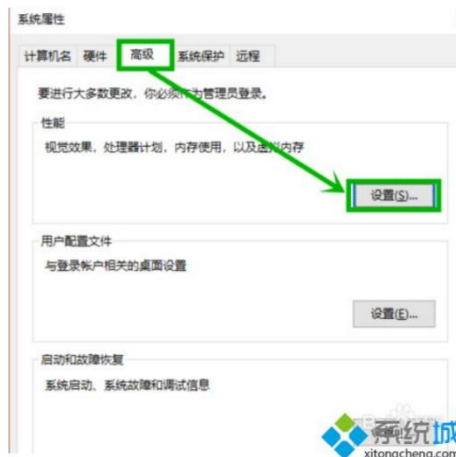 系统属性
计算机名 硬件 高级 系统保护 远程
要进行大多数更改，你必须作为管理员登录。
性能
视觉效果，处理器计划，内存使用，以及虚拟内存
设置(S)...
用户配置文件
与登录帐户相关的桌面设置
设置(E)...
启动和故障恢复
系统启动、系统故障和调试信息
系统城
xitongcheng.com